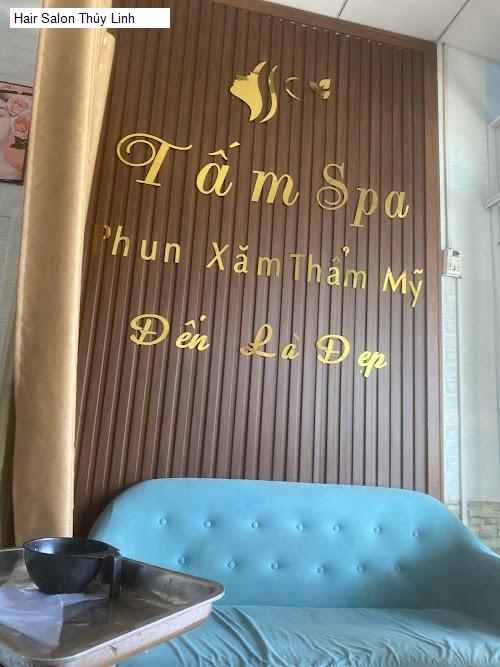 Hair Salon Thùy Linh
Tấm Spa
Phun Xăm Thẩm Mỹ
Đến Là Đẹp